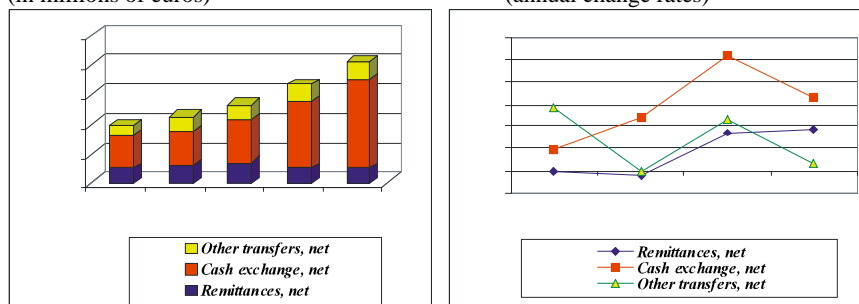 (in millions of euros)
(annual change rates)
Other transfers, net
Cash exchange, net
Remittances, net
Remittances, net
Cash exchange, net
Other transfers, net